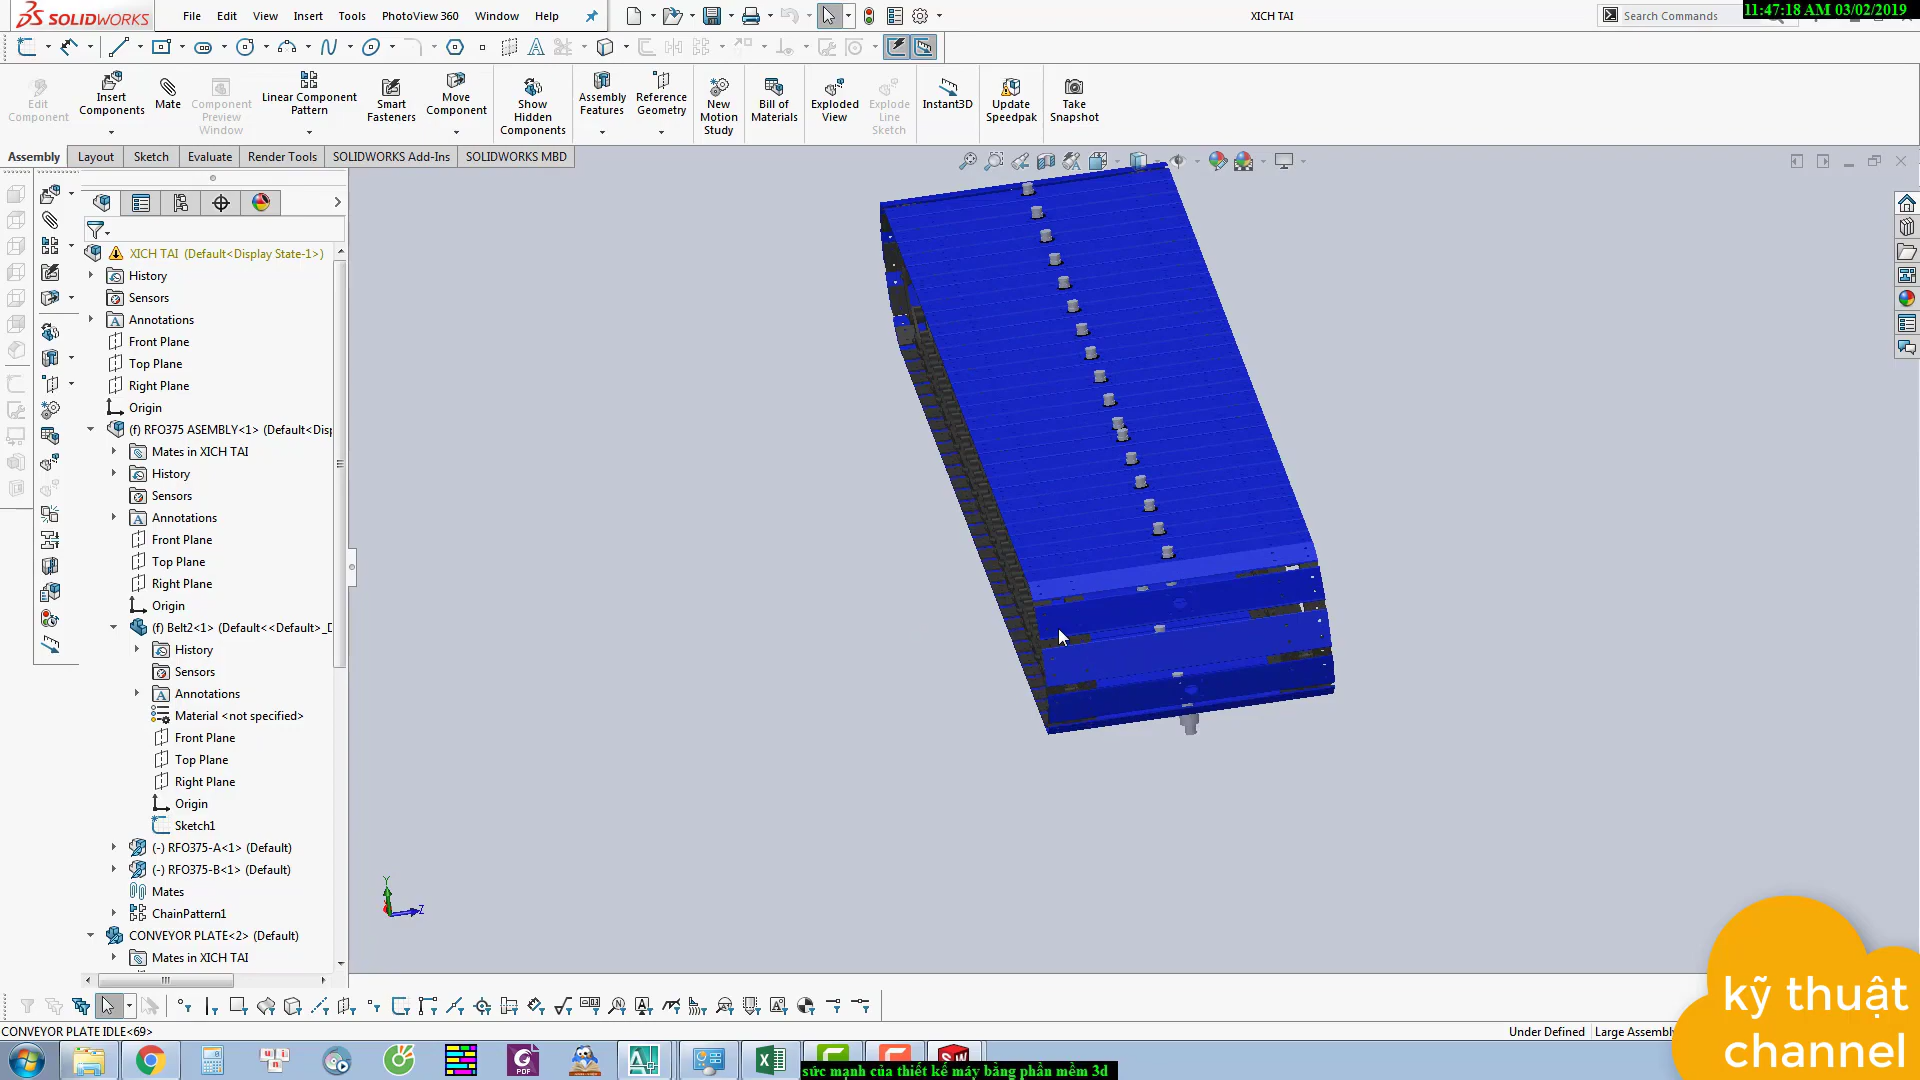 SOLIDWORKS
File Edit View Insert Tools PhotoView 360 Window Help
XICH TAI
Search Commands
11:47:18 AM 03/02/2019
Edit Component
Insert Components
Mate
Component Preview Window
Linear Component Pattern
Smart Fasteners
Move Component
Show Hidden Components
Assembly Features
Reference Geometry
New Motion Study
Bill of Materials
Exploded View
Explode Line Sketch
Instant3D
Update Speedpak
Take Snapshot
Assembly Layout Sketch Evaluate Render Tools SOLIDWORKS Add-Ins SOLIDWORKS MBD
XICH TAI (Default<Display State-1>)
History
Sensors
Annotations
Front Plane
Top Plane
Right Plane
Origin
(f) RFO375 ASEMBLY<1> (Default<Disp
Mates in XICH TAI
History
Sensors
Annotations
Front Plane
Top Plane
Right Plane
Origin
(f) Belt2<1> (Default<<Default>_D
History
Sensors
Annotations
Material <not specified>
Front Plane
Top Plane
Right Plane
Origin
Sketch1
(-) RFO375-A<1> (Default)
(-) RFO375-B<1> (Default)
Mates
ChainPattern1
CONVEYOR PLATE<2> (Default)
Mates in XICH TAI
Y
Z
CONVEYOR PLATE IDLE<69>
Under Defined
Large Assembly
kỹ thuật
channel
sức mạnh của thiết kế máy bằng phần mềm 3d